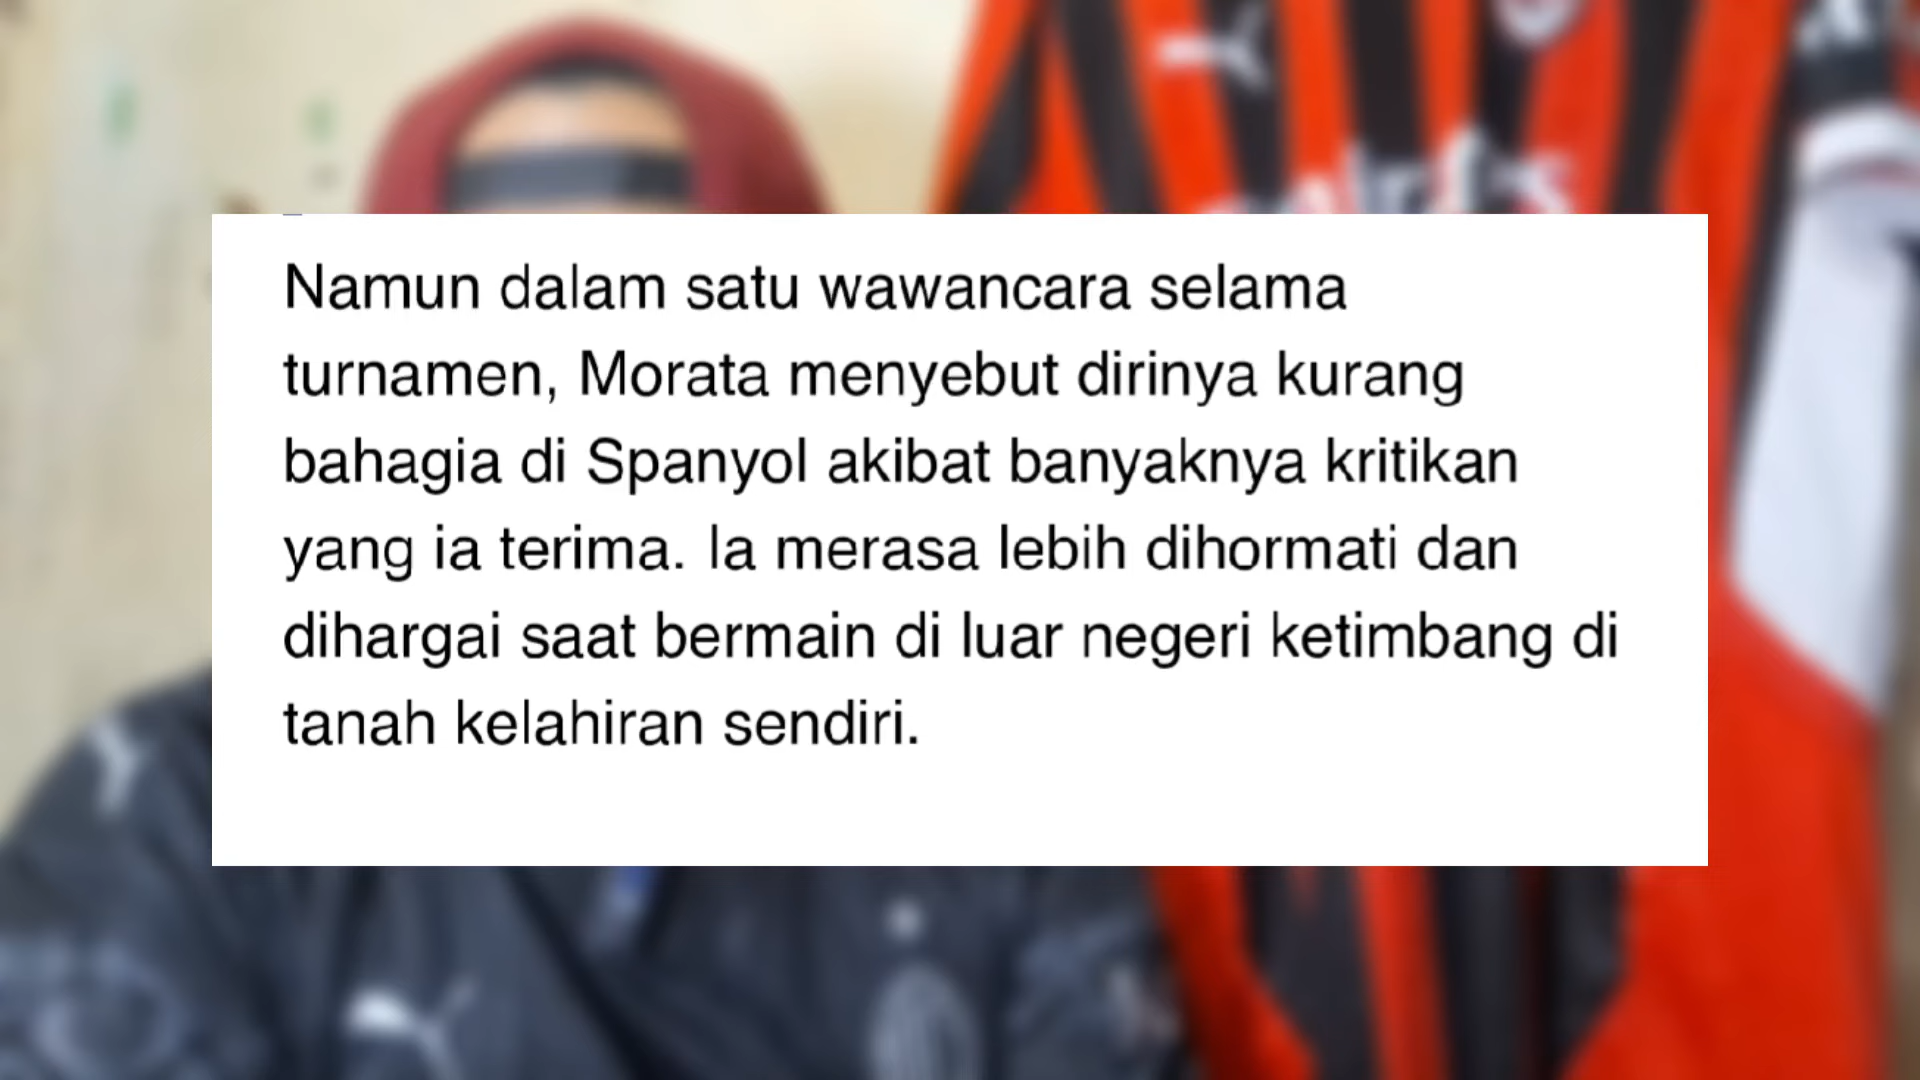 Namun dalam satu wawancara selama
turnamen, Morata menyebut dirinya kurang
bahagia di Spanyol akibat banyaknya kritikan
yang ia terima. Ia merasa lebih dihormati dan
dihargai saat bermain di luar negeri ketimbang di
tanah kelahiran sendiri.